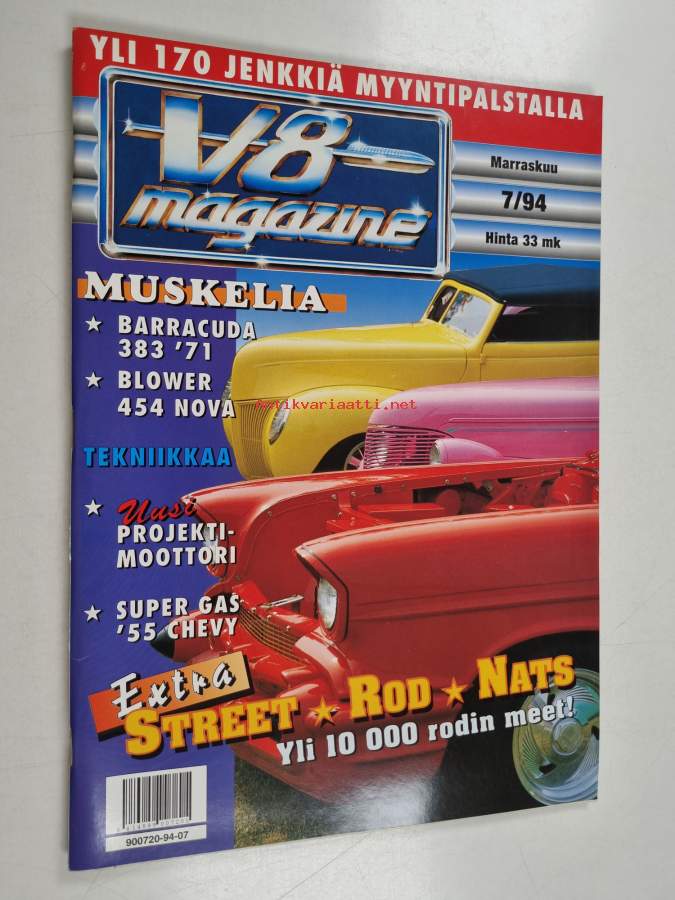 YLI 170 JENKKIÄ MYYNTIPALSTALLA
V8
magazine
Marraskuu
7/94
Hinta 33 mk
MUSKELIA
★ BARRACUDA
383 '71
★ BLOWER
454 NOVA
antikvariaatti.net
TEKNIIKKAA
★ Uusi
PROJEKTI-
MOOTTORI
★ SUPER GAS
'55 CHEVY
Extra
STREET ★ ROD ★ NATS
Yli 10 000 rodin meet!
900720-94-07